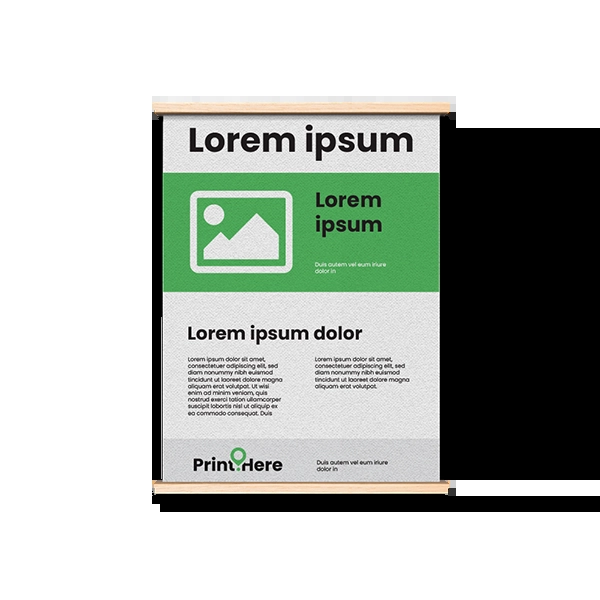 Lorem ipsum
Lorem
ipsum
Duis autem vel eum iriure
dolor in
Lorem ipsum dolor
Lorem ipsum dolor sit amet,
consectetuer adipiscing elit, sed
diam nonummy nibh euismod
tincidunt ut laoreet dolore magna
aliquam erat volutpat. Ut wisi
enim ad minim veniam, quis
nostrud exerci tation ullamcorper
suscipit lobortis nisl ut aliquip ex
ea commodo consequat. Duis
Lorem ipsum dolor sit amet,
consectetuer adipiscing elit, sed
diam nonummy nibh euismod
tincidunt ut laoreet dolore magna
aliquam erat volutpat.
Print Here
Duis autem vel eum iriure
dolor in